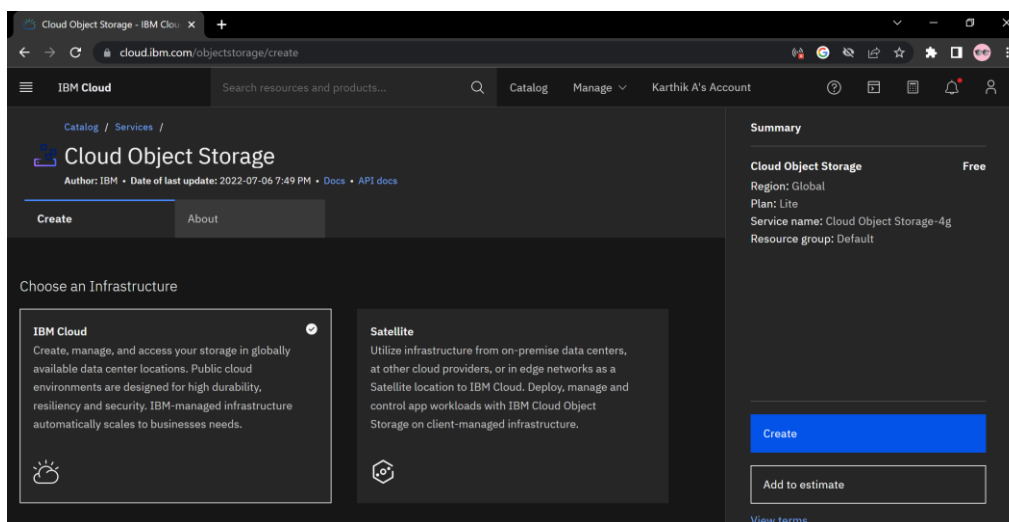 Cloud Object Storage - IBM Clou
cloud.ibm.com/objectstorage/create
IBM Cloud
Search resources and products...
Catalog
Manage
Karthik A's Account
Catalog / Services /
Cloud Object Storage
Author: IBM • Date of last update: 2022-07-06 7:49 PM • Docs • API docs
Create
About
Choose an Infrastructure
IBM Cloud
Create, manage, and access your storage in globally
available data center locations. Public cloud
environments are designed for high durability,
resiliency and security. IBM-managed infrastructure
automatically scales to businesses needs.
Satellite
Utilize infrastructure from on-premise data centers,
at other cloud providers, or in edge networks as a
Satellite location to IBM Cloud. Deploy, manage and
control app workloads with IBM Cloud Object
Storage on client-managed infrastructure.
Summary
Cloud Object Storage Free
Region: Global
Plan: Lite
Service name: Cloud Object Storage-4g
Resource group: Default
Create
Add to estimate
View terms